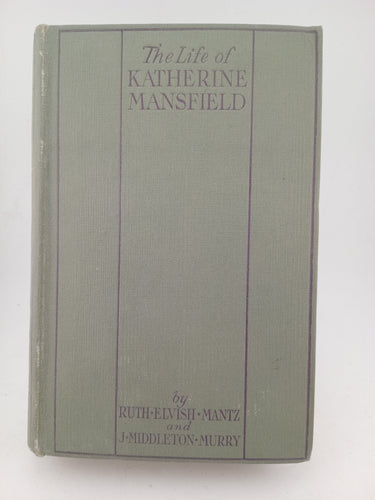 The Life of
KATHERINE
MANSFIELD
by
RUTH·ELVISH·MANTZ
and
J·MIDDLETON·MURRY